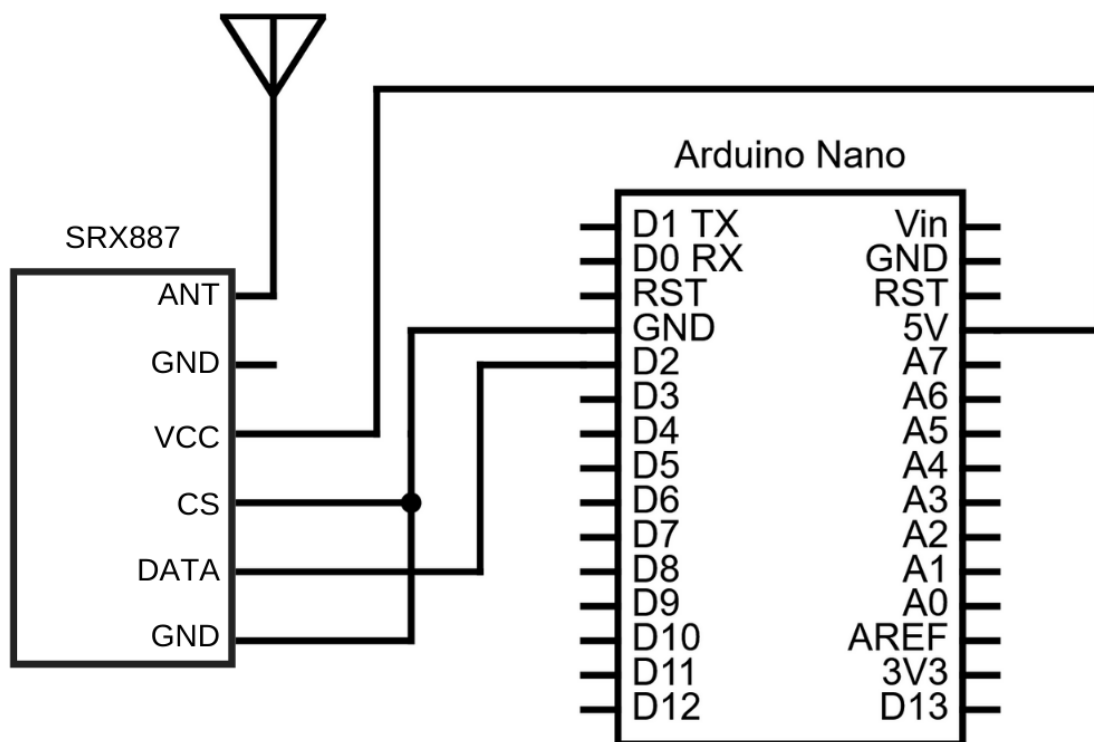 Arduino Nano
SRX887
ANT
GND
VCC
CS
DATA
GND
D1 TX
D0 RX
RST
GND
D2
D3
D4
D5
D6
D7
D8
D9
D10
D11
D12
Vin
GND
RST
5V
A7
A6
A5
A4
A3
A2
A1
A0
AREF
3V3
D13